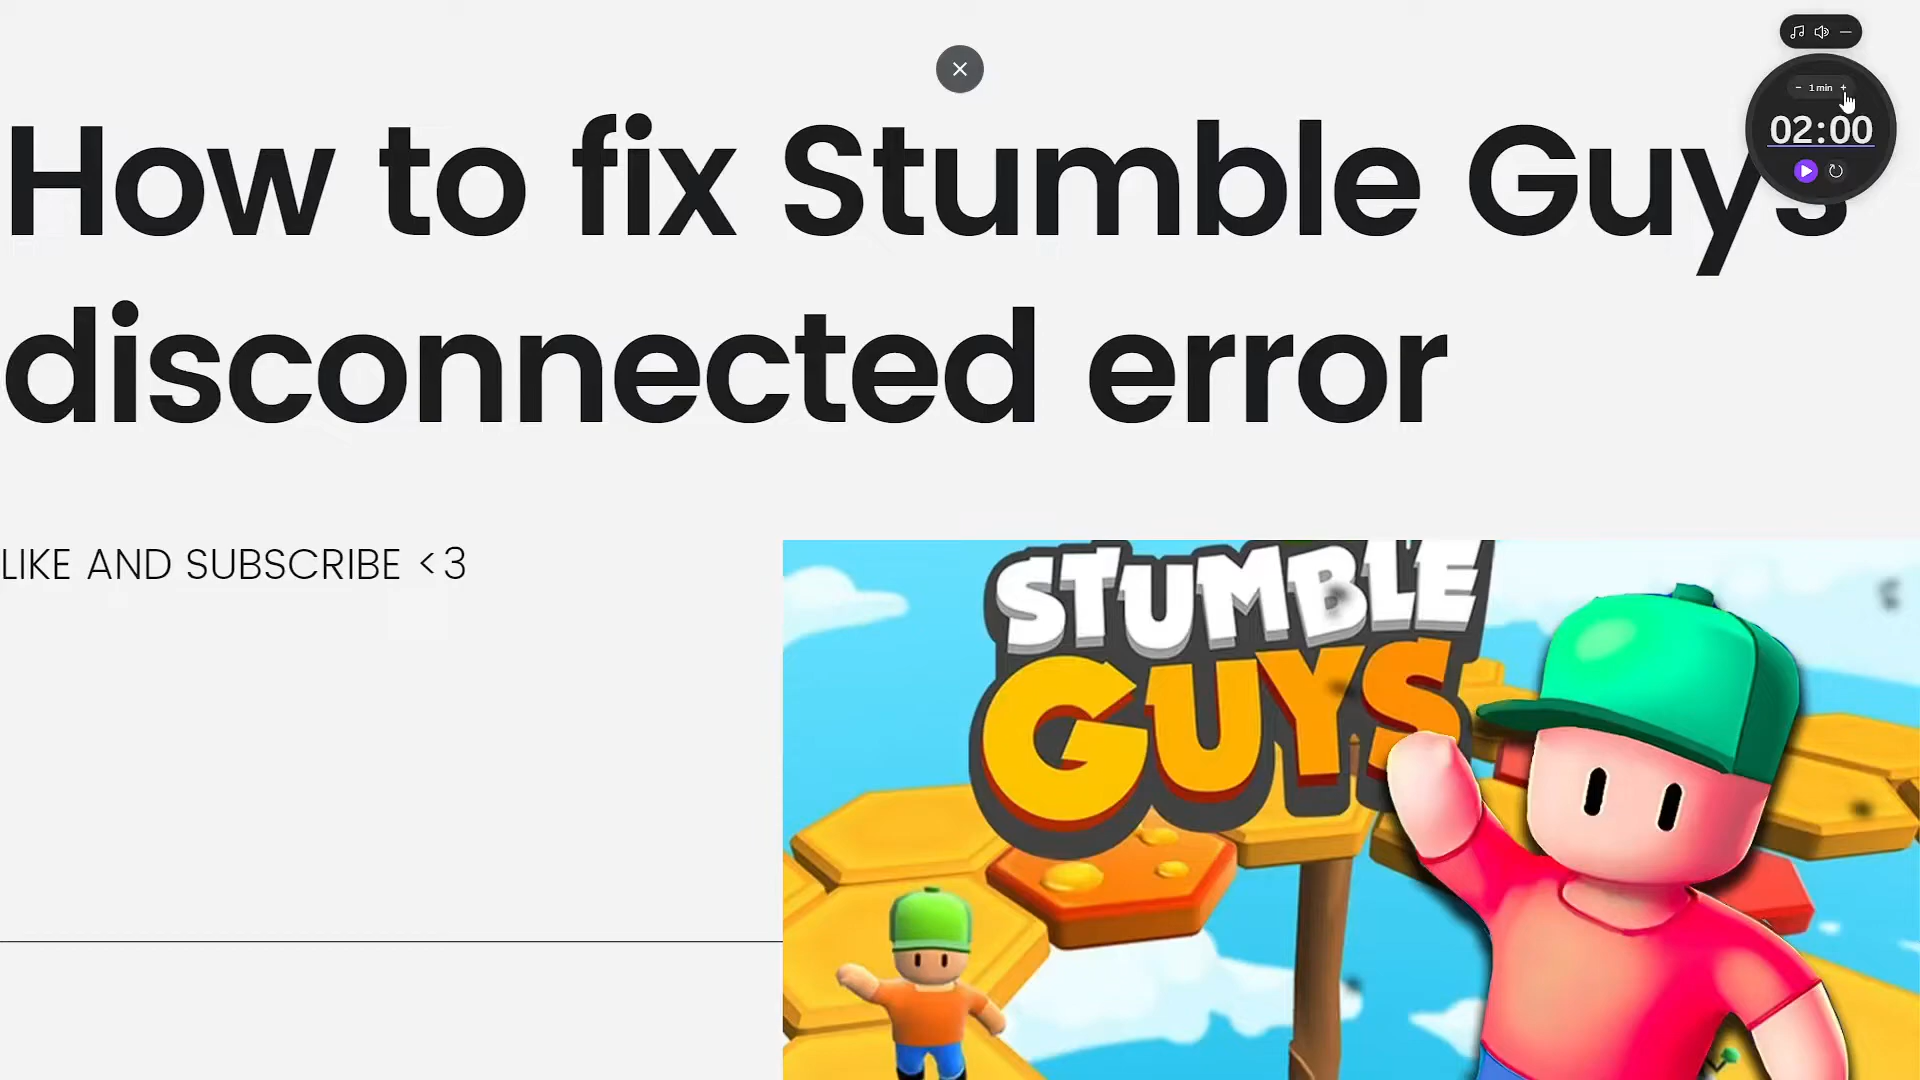 - 1 min +
02:00
How to fix Stumble Guys
disconnected error
LIKE AND SUBSCRIBE <3
STUMBLE
GUYS